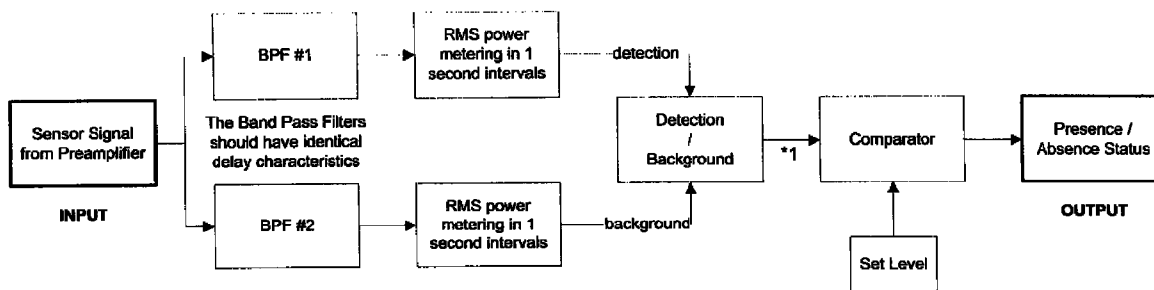 BPF #1
RMS power
metering in 1
second intervals
detection
Sensor Signal
from Preamplifier
INPUT
The Band Pass Filters
should have identical
delay characteristics
Detection
/
Background
*1
Comparator
Presence /
Absence Status
OUTPUT
BPF #2
RMS power
metering in 1
second intervals
background
Set Level